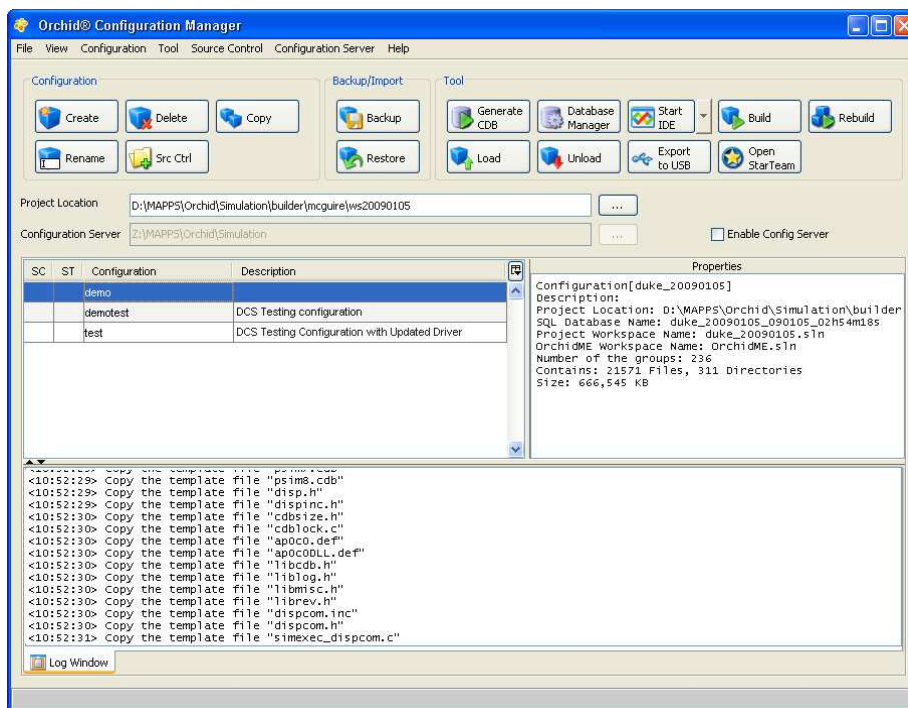 Orchid® Configuration Manager
File View Configuration Tool Source Control Configuration Server Help
Configuration Backup/Import Tool
Create Delete Copy Backup Generate CDB Database Manager Start IDE Build Rebuild
Rename Src Ctrl Restore Load Unload Export to USB Open StarTeam
Project Location D:\MAPPS\Orchid\Simulation\builder\mcguire\ws20090105 ...
Configuration Server Z:\MAPPS\Orchid\Simulation ... Enable Config Server
SC ST Configuration Description
demo
demotest DCS Testing configuration
test DCS Testing Configuration with Updated Driver
Properties
Configuration[duke_20090105]
Description:
Project Location: D:\MAPPS\Orchid\Simulation\builder
SQL Database Name: duke_20090105_090105_02h54m18s
Project Workspace Name: duke_20090105.sln
OrchidME Workspace Name: OrchidME.sln
Number of the groups: 236
Contains: 21571 Files, 311 Directories
Size: 666,545 KB
<10:52:29> Copy the template file "psim8.cdb"
<10:52:29> Copy the template file "disp.h"
<10:52:29> Copy the template file "dispinc.h"
<10:52:30> Copy the template file "cdbsize.h"
<10:52:30> Copy the template file "cdblock.c"
<10:52:30> Copy the template file "ap0c0.def"
<10:52:30> Copy the template file "ap0c0DLL.def"
<10:52:30> Copy the template file "libcdb.h"
<10:52:30> Copy the template file "liblog.h"
<10:52:30> Copy the template file "libmisc.h"
<10:52:30> Copy the template file "librev.h"
<10:52:30> Copy the template file "dispcom.inc"
<10:52:30> Copy the template file "dispcom.h"
<10:52:31> Copy the template file "simexec_dispcom.c"
Log Window